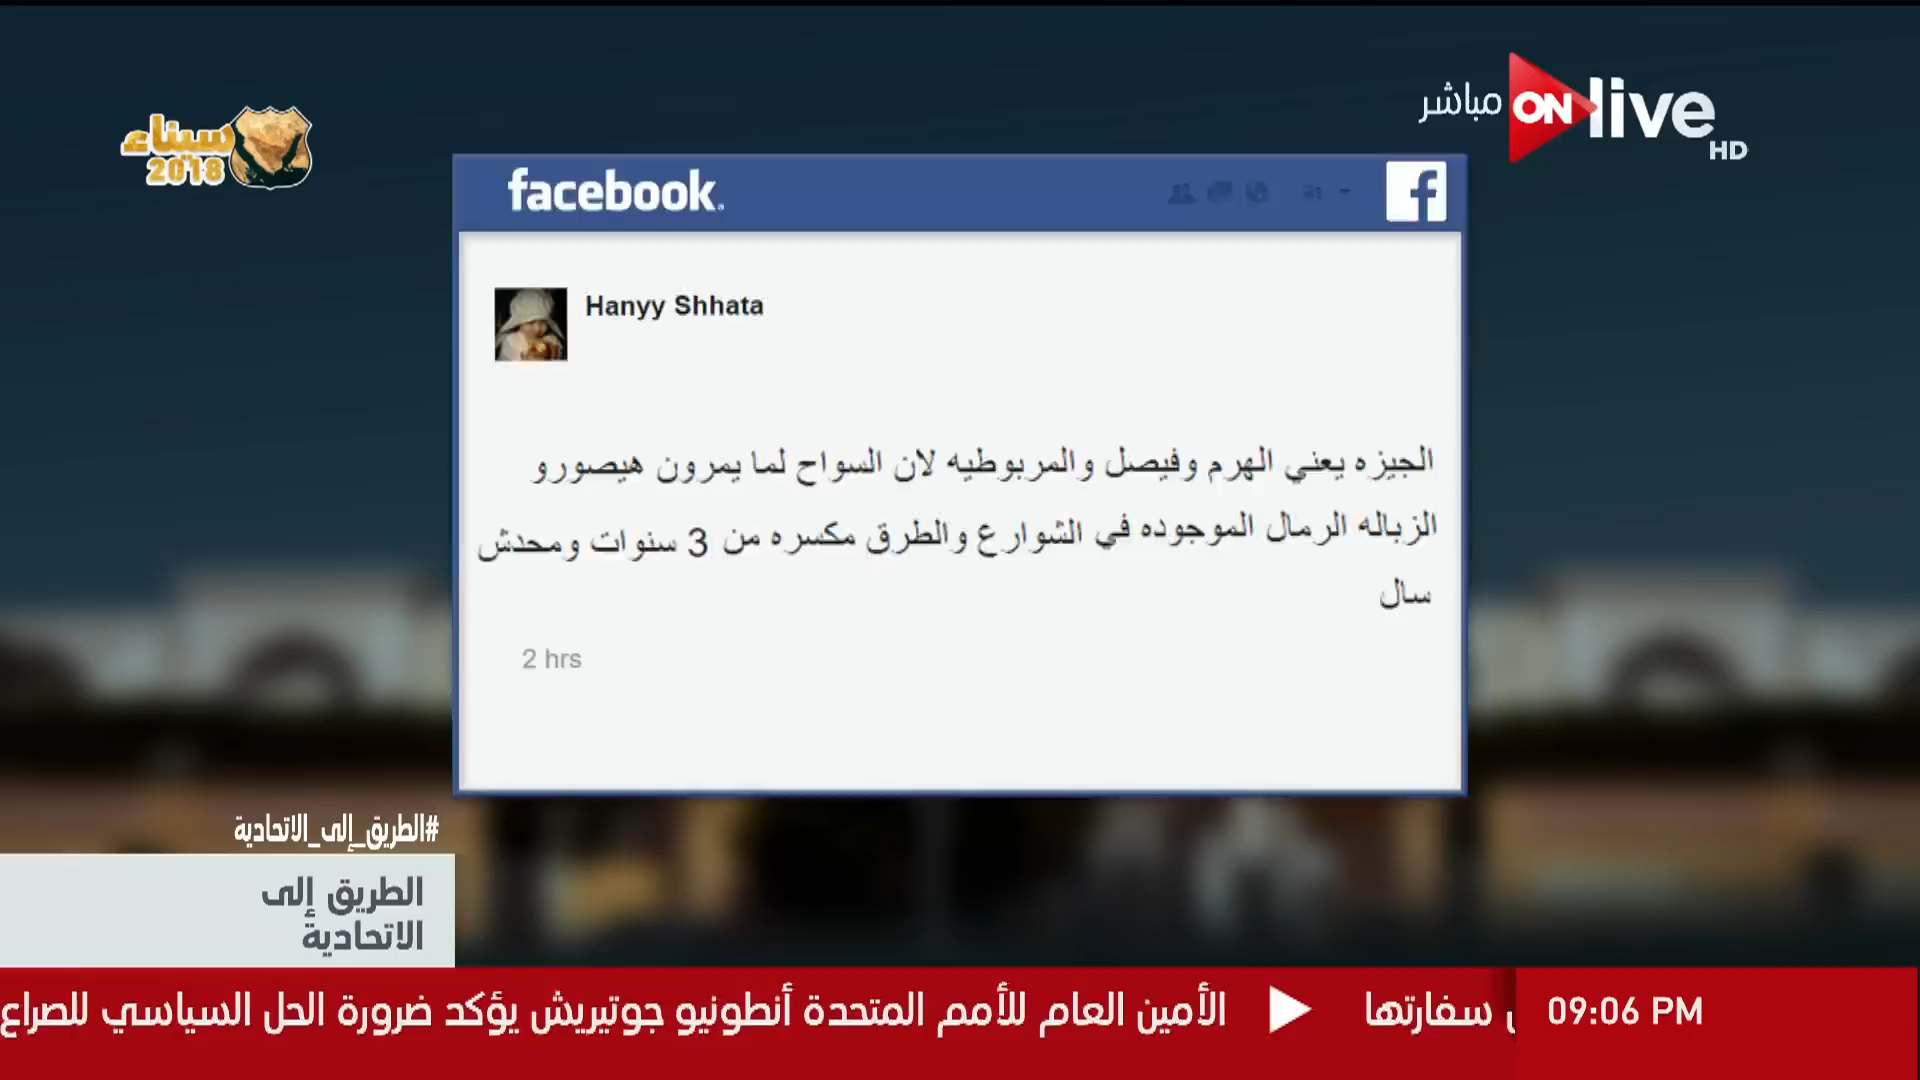 مباشر ON live HD
سيناء
2018
facebook
Hanyy Shhata
الجيزه يعني الهرم وفيصل والمربوطيه لان السواح لما يمرون هيصورو
الزباله الرمال الموجوده في الشوارع والطرق مكسره من 3 سنوات ومحدش
سال
2 hrs
#الطريق_إلى_الاتحادية
الطريق إلى
الاتحادية
سفارتها
الأمين العام للأمم المتحدة أنطونيو جوتيريش يؤكد ضرورة الحل السياسي للصراع
09:06 PM